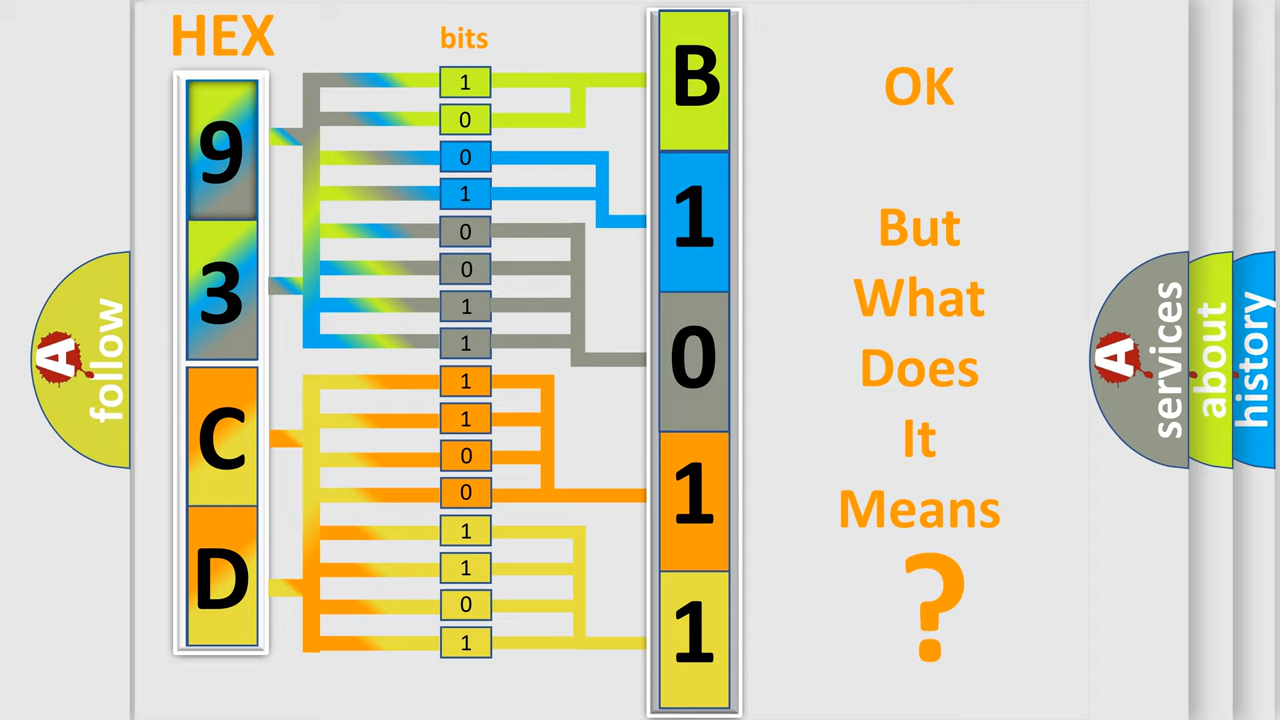 HEX
bits
9
3
C
D
1
0
0
1
0
0
1
1
1
1
0
0
1
1
0
1
B
1
0
1
1
OK
But
What
Does
It
Means
?
A
follow
A
services
about
history